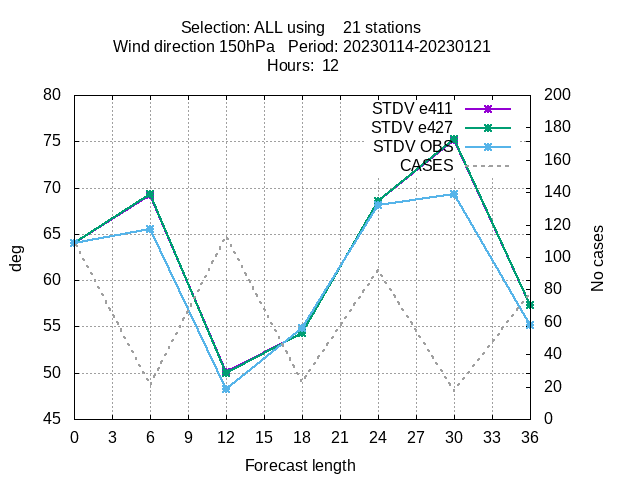 Selection: ALL using    21 stations
Wind direction 150hPa   Period: 20230114-20230121
Hours:  12
80
75
70
65
60
55
50
45
200
180
160
140
120
100
80
60
40
20
0
0 3 6 9 12 15 18 21 24 27 30 33 36
deg
No cases
Forecast length
STDV e411
STDV e427
STDV OBS
CASES